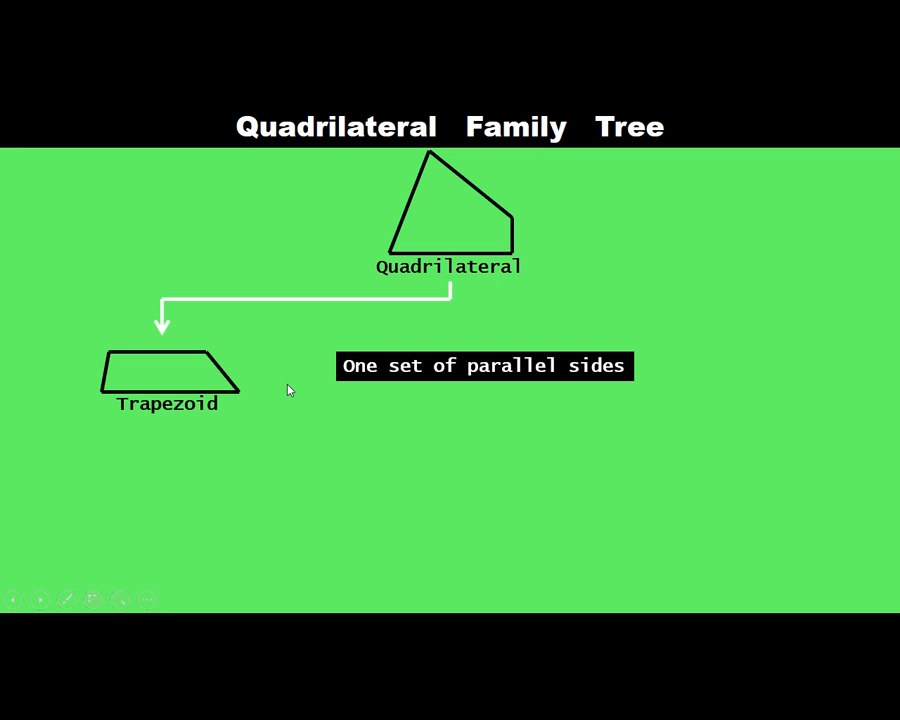 Quadrilateral Family Tree
Quadrilateral
One set of parallel sides
Trapezoid